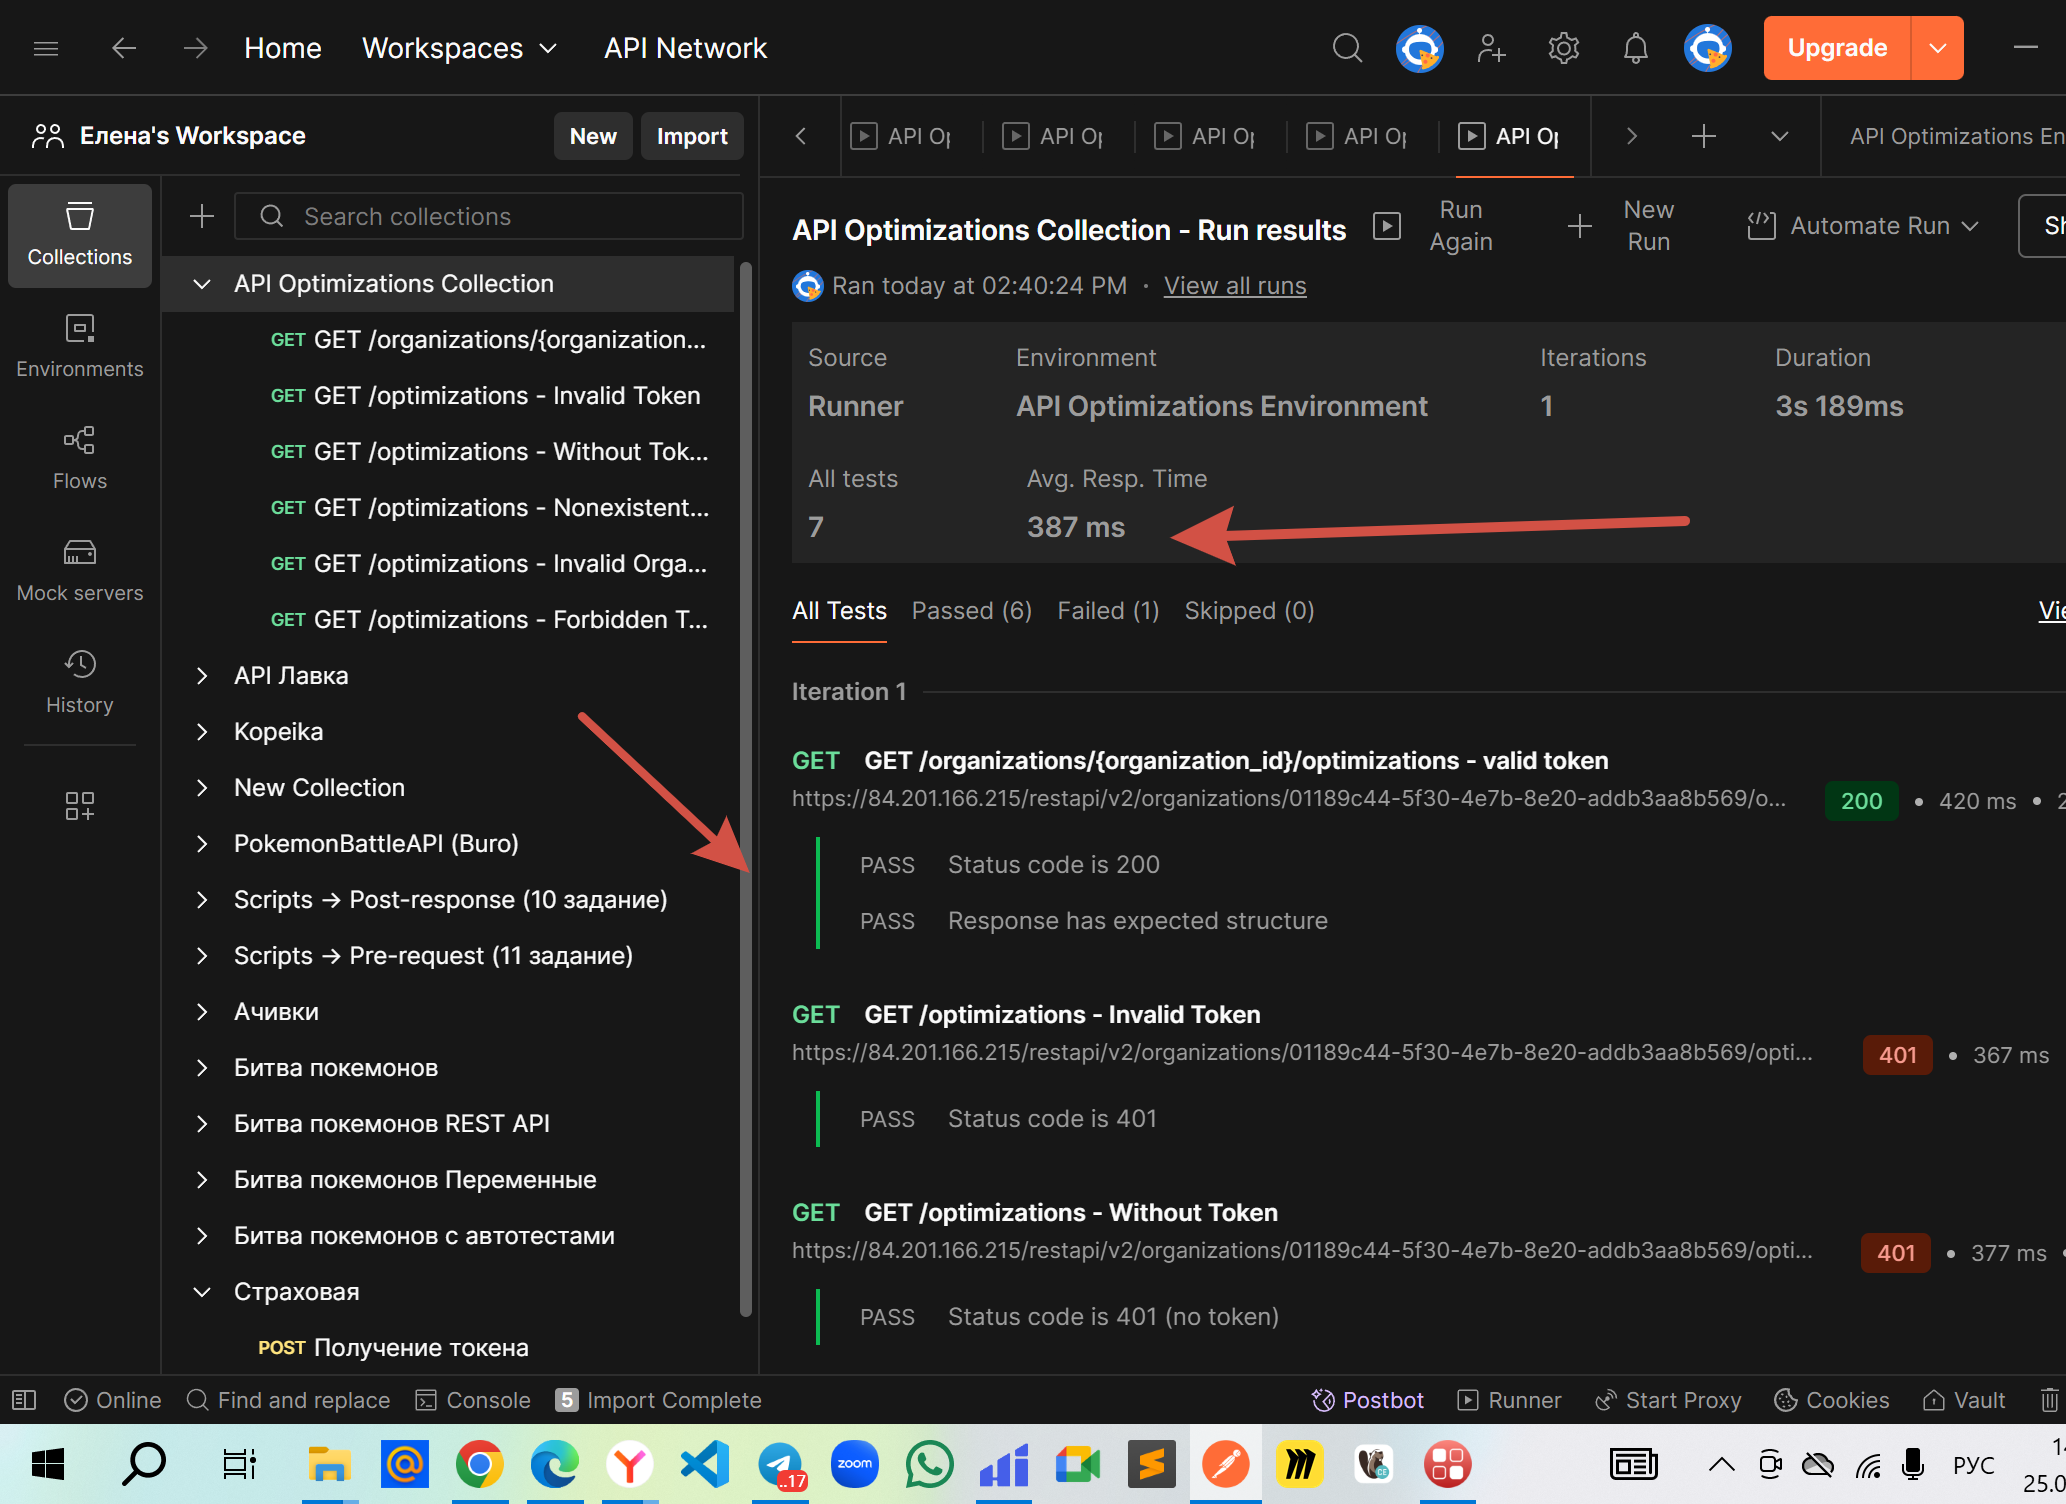 Home
Workspaces
API Network
Upgrade
Елена's Workspace
New
Import
API Op
API Op
API Op
API Op
API Op
API Optimizations En
Collections
Environments
Flows
Mock servers
History
Search collections
API Optimizations Collection
GET GET /organizations/{organization...
GET GET /optimizations - Invalid Token
GET GET /optimizations - Without Tok...
GET GET /optimizations - Nonexistent...
GET GET /optimizations - Invalid Orga...
GET GET /optimizations - Forbidden T...
API Лавка
Kopeika
New Collection
PokemonBattleAPI (Buro)
Scripts → Post-response (10 задание)
Scripts → Pre-request (11 задание)
Ачивки
Битва покемонов
Битва покемонов REST API
Битва покемонов Переменные
Битва покемонов с автотестами
Страховая
POST Получение токена
API Optimizations Collection - Run results
Run Again
New Run
Automate Run
Sh
Ran today at 02:40:24 PM · View all runs
Source
Environment
Iterations
Duration
Runner
API Optimizations Environment
1
3s 189ms
All tests
Avg. Resp. Time
7
387 ms
All Tests
Passed (6)
Failed (1)
Skipped (0)
Vie
Iteration 1
GET GET /organizations/{organization_id}/optimizations - valid token
https://84.201.166.215/restapi/v2/organizations/01189c44-5f30-4e7b-8e20-addb3aa8b569/o...
200 • 420 ms • 2
PASS Status code is 200
PASS Response has expected structure
GET GET /optimizations - Invalid Token
https://84.201.166.215/restapi/v2/organizations/01189c44-5f30-4e7b-8e20-addb3aa8b569/opti...
401 • 367 ms
PASS Status code is 401
GET GET /optimizations - Without Token
https://84.201.166.215/restapi/v2/organizations/01189c44-5f30-4e7b-8e20-addb3aa8b569/opti...
401 • 377 ms •
PASS Status code is 401 (no token)
Online
Find and replace
Console
5 Import Complete
Postbot
Runner
Start Proxy
Cookies
Vault
..17
zoom
CE
РУС
14
25.0